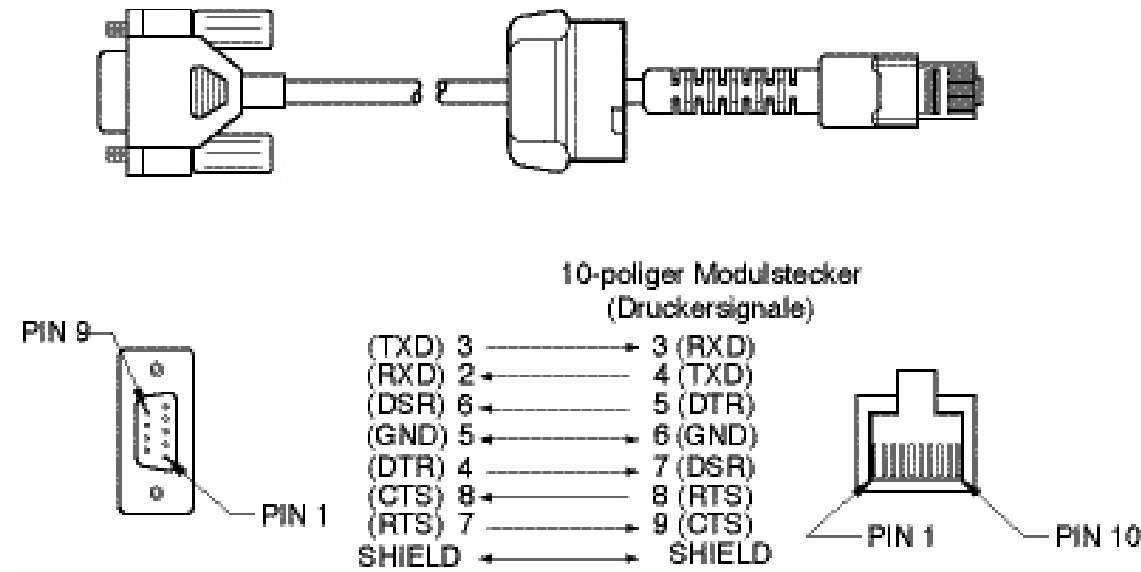 10-poliger Modulstecker
(Druckersignale)
PIN 9
(TXD) 3 3 (RXD)
(RXD) 2 4 (TXD)
(DSR) 6 5 (DTR)
(GND) 5 6 (GND)
(DTR) 4 7 (DSR)
(CTS) 8 8 (RTS)
(RTS) 7 9 (CTS)
SHIELD SHIELD
PIN 1
PIN 1
PIN 10